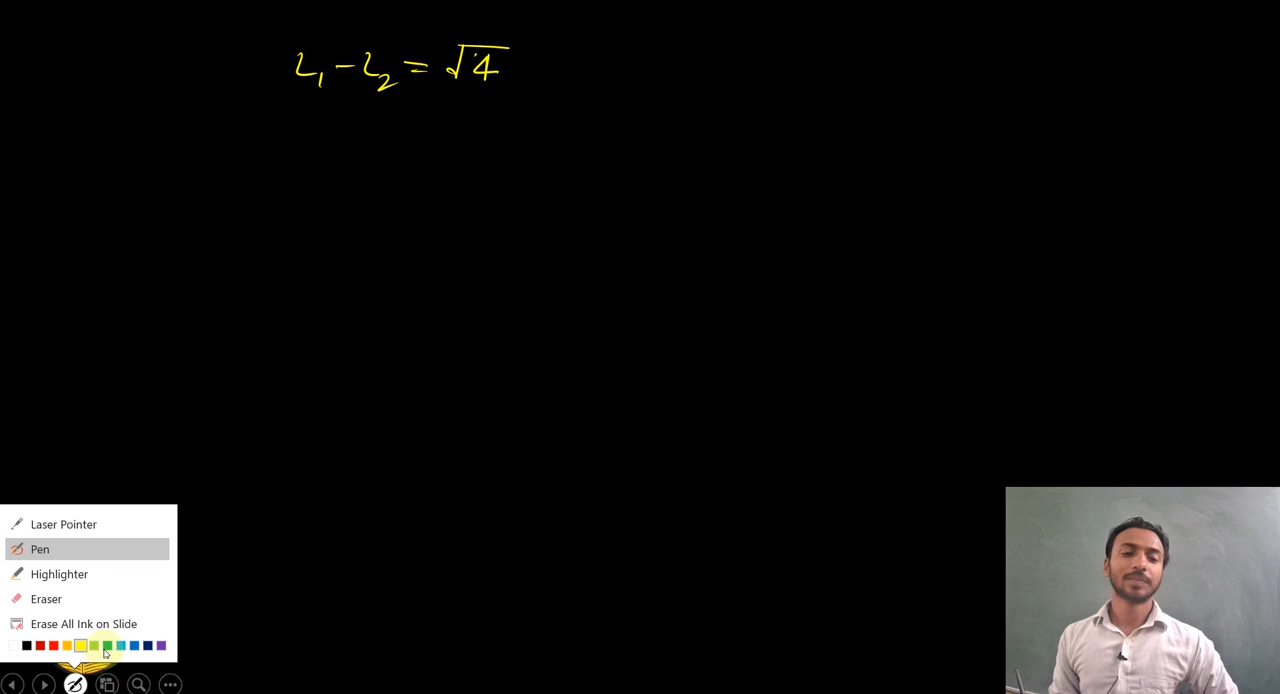 L₁ - L₂ = √4
Laser Pointer
Pen
Highlighter
Eraser
Erase All Ink on Slide